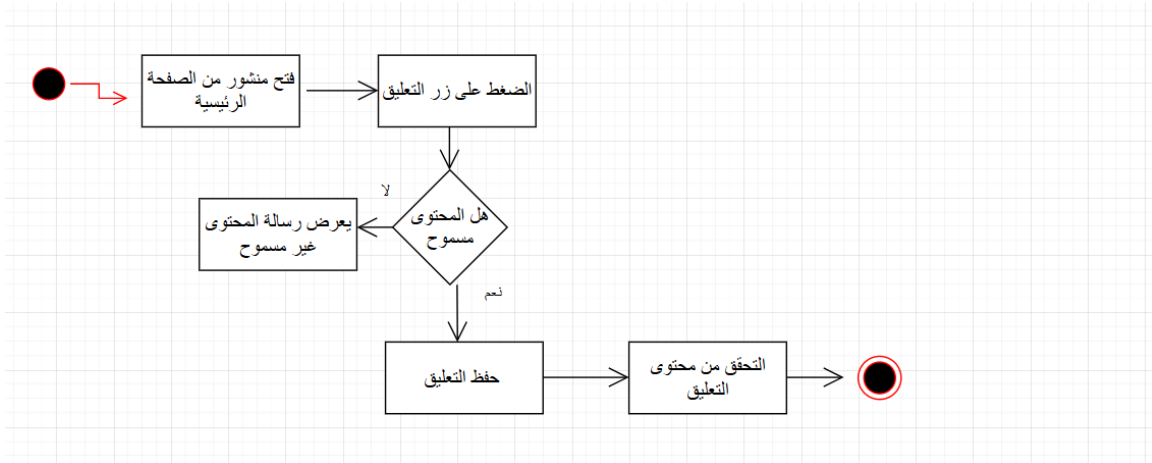 فتح منشور من الصفحة
الرئيسية
الضغط على زر التعليق
هل المحتوى
مسموح
لا
يعرض رسالة المحتوى
غير مسموح
نعم
حفظ التعليق
التحقق من محتوى
التعليق